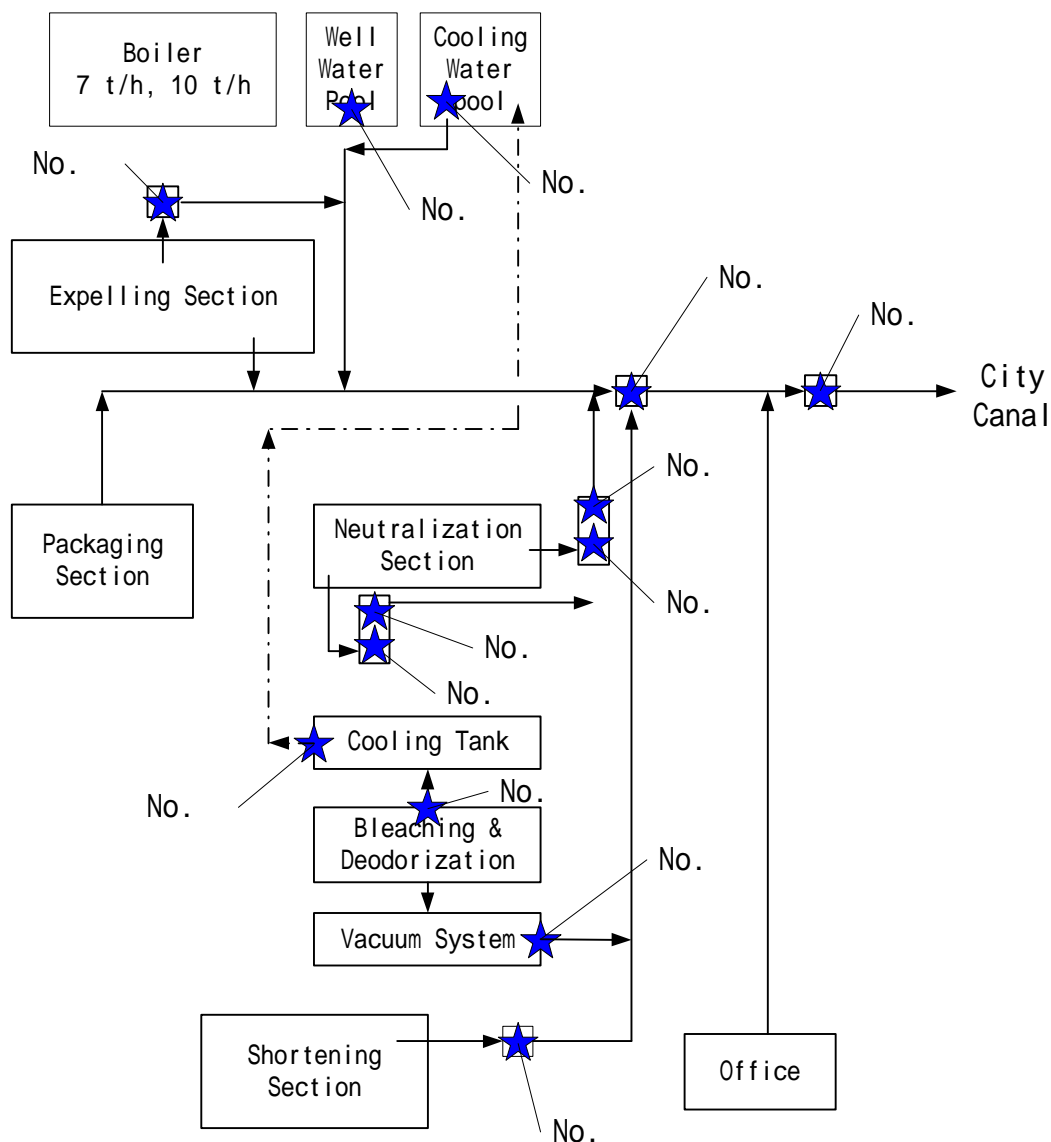 Boiler
7 t/h, 10 t/h
Well
Water
Pool
Cooling
Water
pool
No.
No.
No.
Expelling Section
No.
No.
City
Canal
No.
Packaging
Section
Neutralization
Section
No.
No.
No.
Cooling Tank
No.
No.
Bleaching &
Deodorization
No.
Vacuum System
Shortening
Section
Office
No.